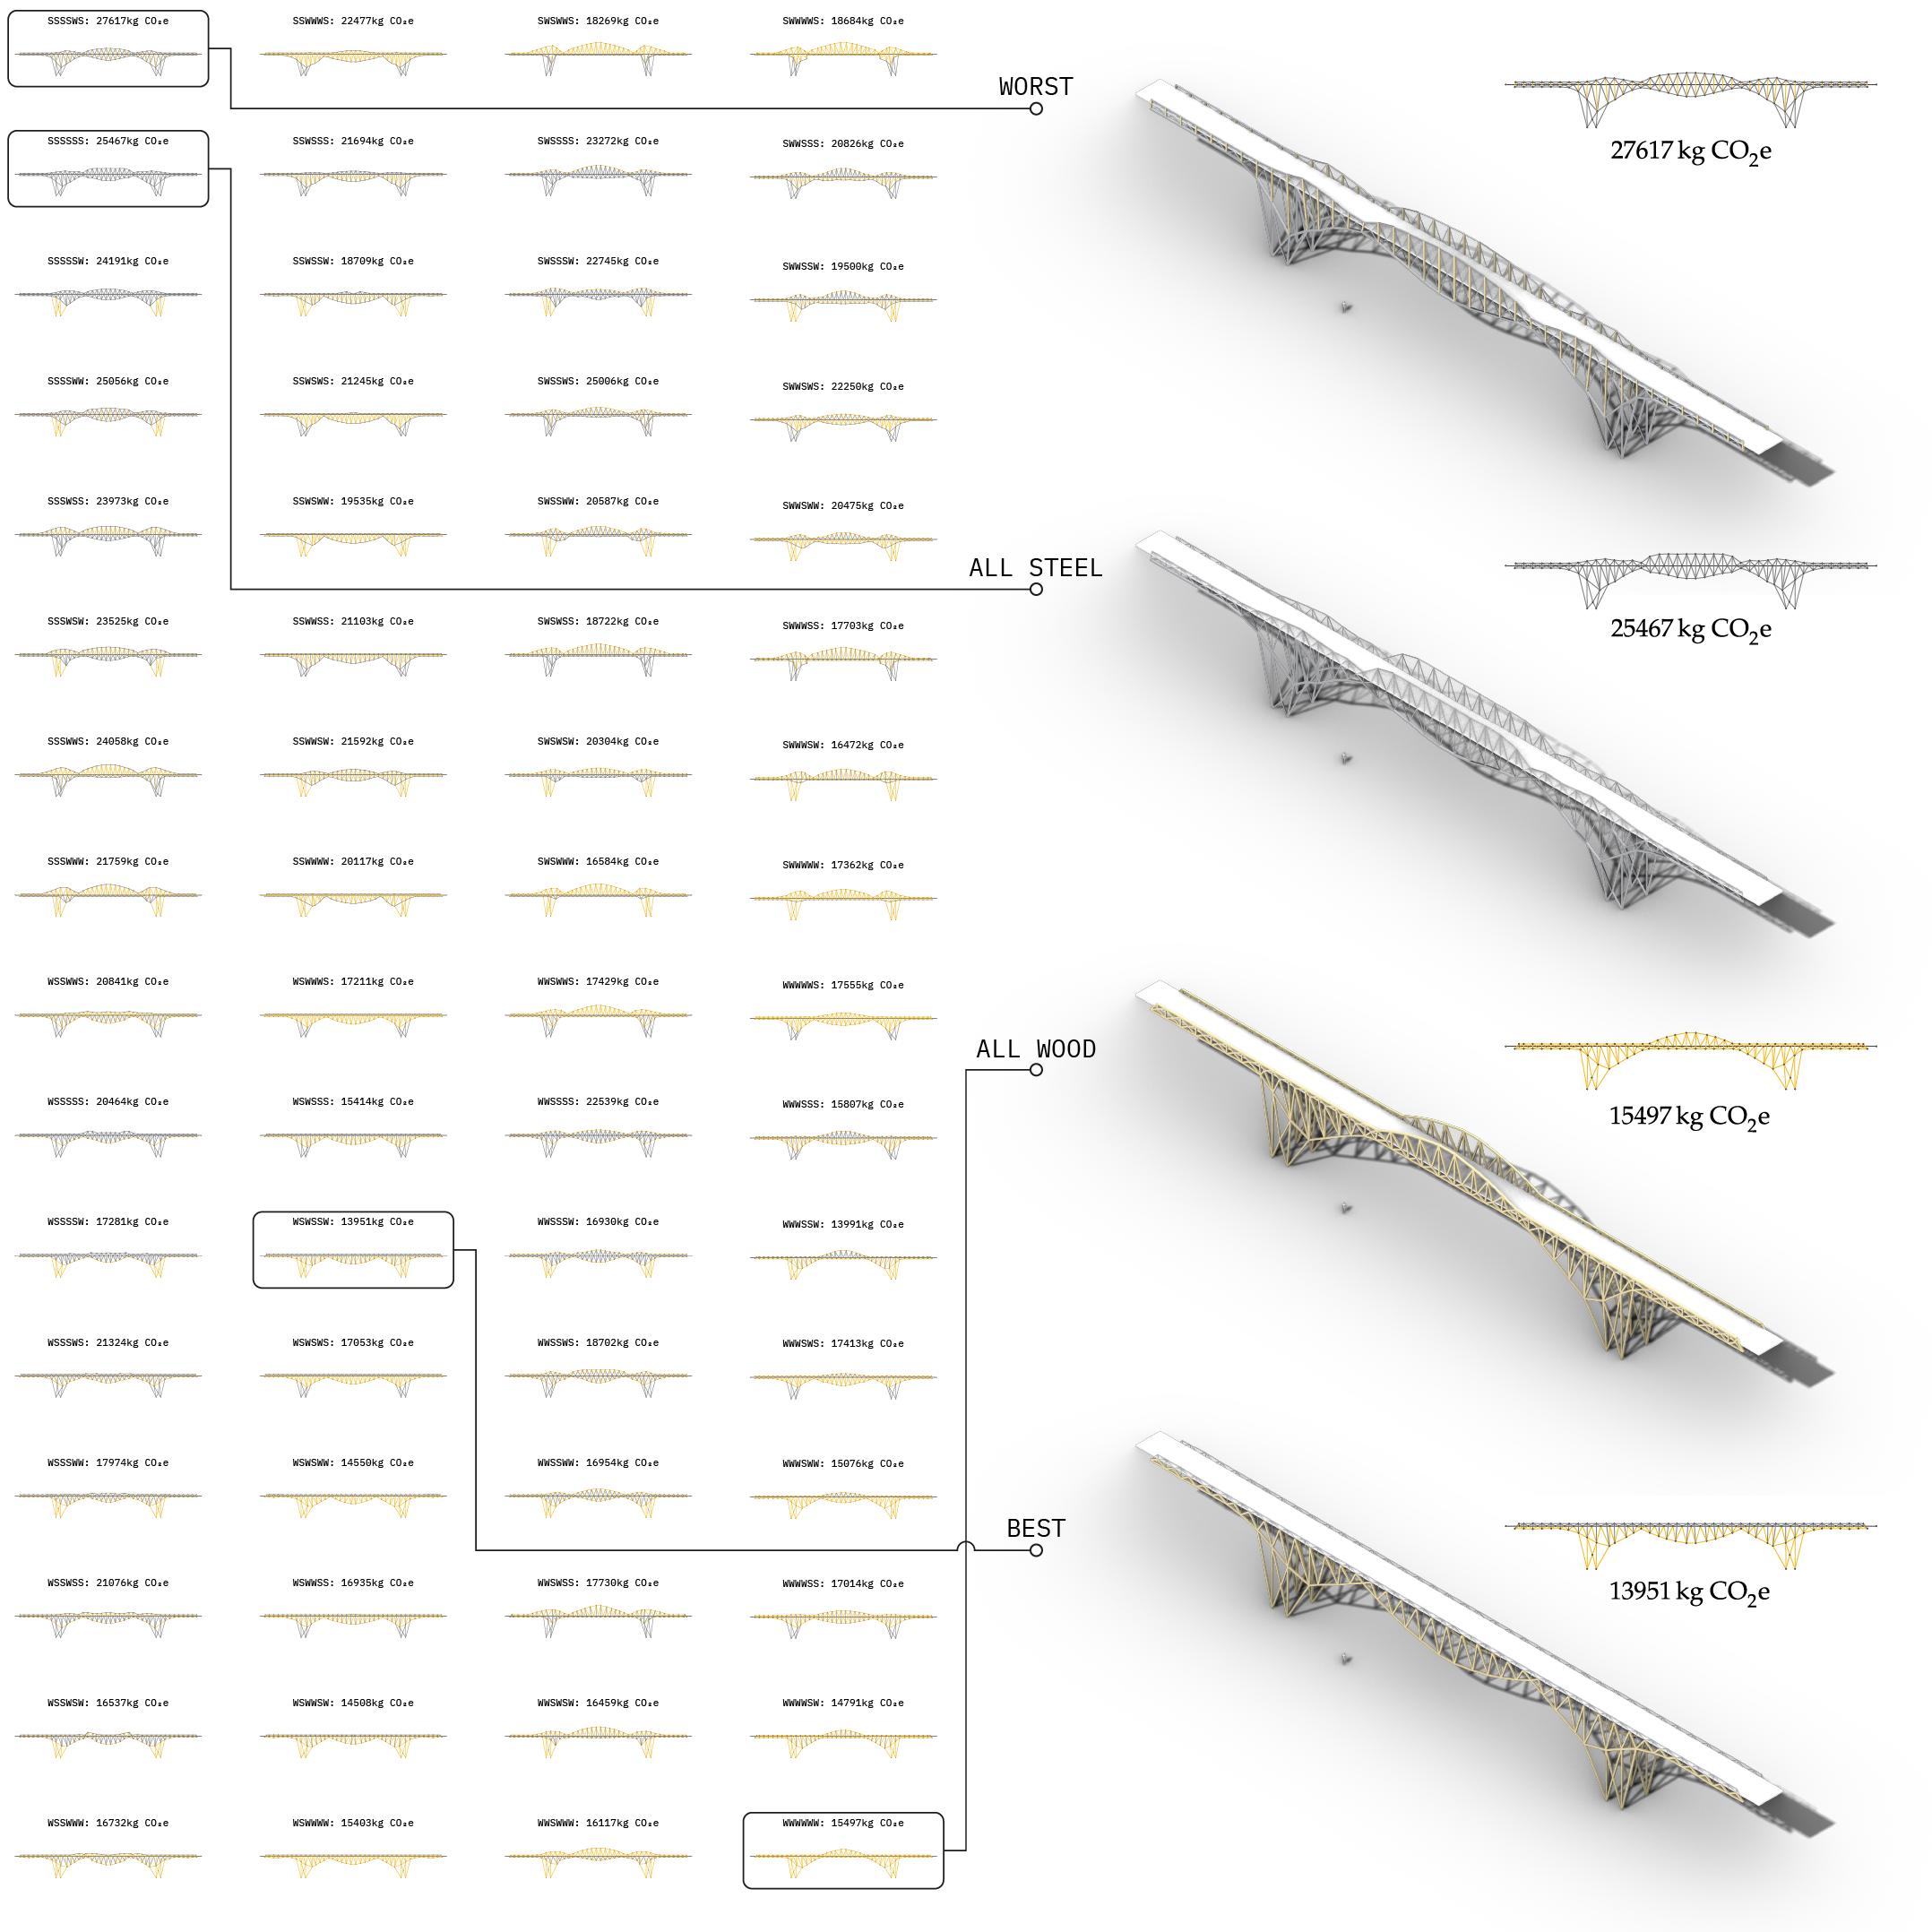 SSSSWS: 27617kg CO₂e
SSWWWS: 22477kg CO₂e
SWSWWS: 18269kg CO₂e
SWWWWS: 18684kg CO₂e
WORST
27617 kg CO₂e
SSSSSS: 25467kg CO₂e
SSWSSS: 21694kg CO₂e
SWSSSS: 23272kg CO₂e
SWWSSS: 20826kg CO₂e
SSSSSW: 24191kg CO₂e
SSWSSW: 18709kg CO₂e
SWSSSW: 22745kg CO₂e
SWWSSW: 19500kg CO₂e
SSSSWW: 25056kg CO₂e
SSWSWS: 21245kg CO₂e
SWSSWS: 25006kg CO₂e
SWWSWS: 22250kg CO₂e
SSSWSS: 23973kg CO₂e
SSWSWW: 19535kg CO₂e
SWSSWW: 20587kg CO₂e
SWWSWW: 20475kg CO₂e
ALL STEEL
25467 kg CO₂e
SSSWSW: 23525kg CO₂e
SSWWSS: 21103kg CO₂e
SWSWSS: 18722kg CO₂e
SWWWSS: 17703kg CO₂e
SSSWWS: 24058kg CO₂e
SSWWSW: 21592kg CO₂e
SWSWSW: 20304kg CO₂e
SWWWSW: 16472kg CO₂e
SSSWWW: 21759kg CO₂e
SSWWWW: 20117kg CO₂e
SWSWWW: 16584kg CO₂e
SWWWWW: 17362kg CO₂e
WSSWWS: 20841kg CO₂e
WSWWWS: 17211kg CO₂e
WWSWWS: 17429kg CO₂e
WWWWWS: 17555kg CO₂e
ALL WOOD
15497 kg CO₂e
WSSSSS: 20464kg CO₂e
WSWSSS: 15414kg CO₂e
WWSSSS: 22539kg CO₂e
WWWSSS: 15807kg CO₂e
WSSSSW: 17281kg CO₂e
WSWSSW: 13951kg CO₂e
WWSSSW: 16930kg CO₂e
WWWSSW: 13991kg CO₂e
WSSSWS: 21324kg CO₂e
WSWSWS: 17053kg CO₂e
WWSSWS: 18702kg CO₂e
WWWSWS: 17413kg CO₂e
WSSSWW: 17974kg CO₂e
WSWSWW: 14550kg CO₂e
WWSSWW: 16954kg CO₂e
WWWSWW: 15076kg CO₂e
BEST
13951 kg CO₂e
WSSWSS: 21076kg CO₂e
WSWWSS: 16935kg CO₂e
WWSWSS: 17730kg CO₂e
WWWWSS: 17014kg CO₂e
WSSWSW: 16537kg CO₂e
WSWWSW: 14508kg CO₂e
WWSWSW: 16459kg CO₂e
WWWWSW: 14791kg CO₂e
WSSWWW: 16732kg CO₂e
WSWWWW: 15403kg CO₂e
WWSWWW: 16117kg CO₂e
WWWWWW: 15497kg CO₂e